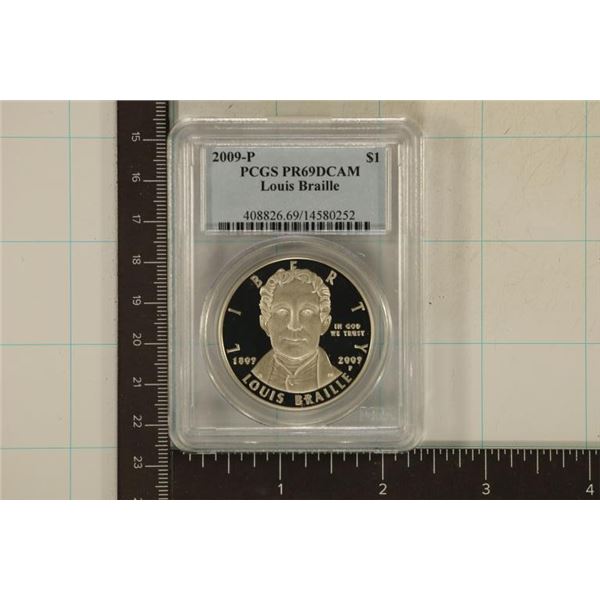 2009-P $1
PCGS PR69DCAM
Louis Braille
408826.69/14580252
LIBERTY
IN GOD
WE TRUST
1809 2009
P
LOUIS BRAILLE
15
16
17
18
19
20
21
22
23
1 2 3 4